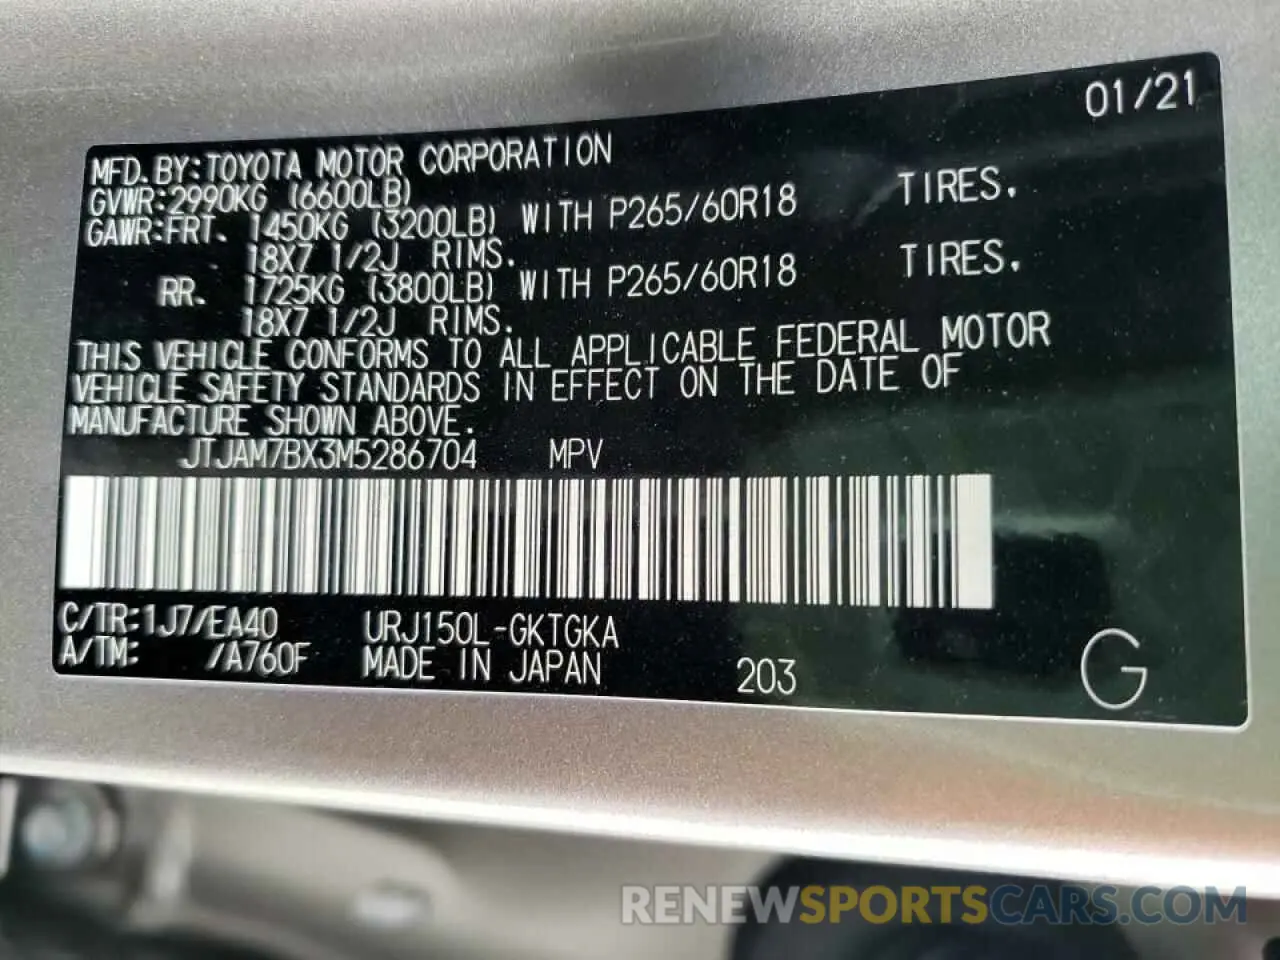 01/21
MFD.BY:TOYOTA MOTOR CORPORATION
GVWR:2990KG (6600LB)
GAWR:FRT. 1450KG (3200LB) WITH P265/60R18 TIRES.
18X7 1/2J RIMS.
RR. 1725KG (3800LB) WITH P265/60R18 TIRES.
18X7 1/2J RIMS.
THIS VEHICLE CONFORMS TO ALL APPLICABLE FEDERAL MOTOR
VEHICLE SAFETY STANDARDS IN EFFECT ON THE DATE OF
MANUFACTURE SHOWN ABOVE.
JTJAM7BX3M5286704 MPV
C/TR:1J7/EA40 URJ150L-GKTGKA
A/TM: /A760F MADE IN JAPAN 203 G
RENEWSPORTSCARS.COM